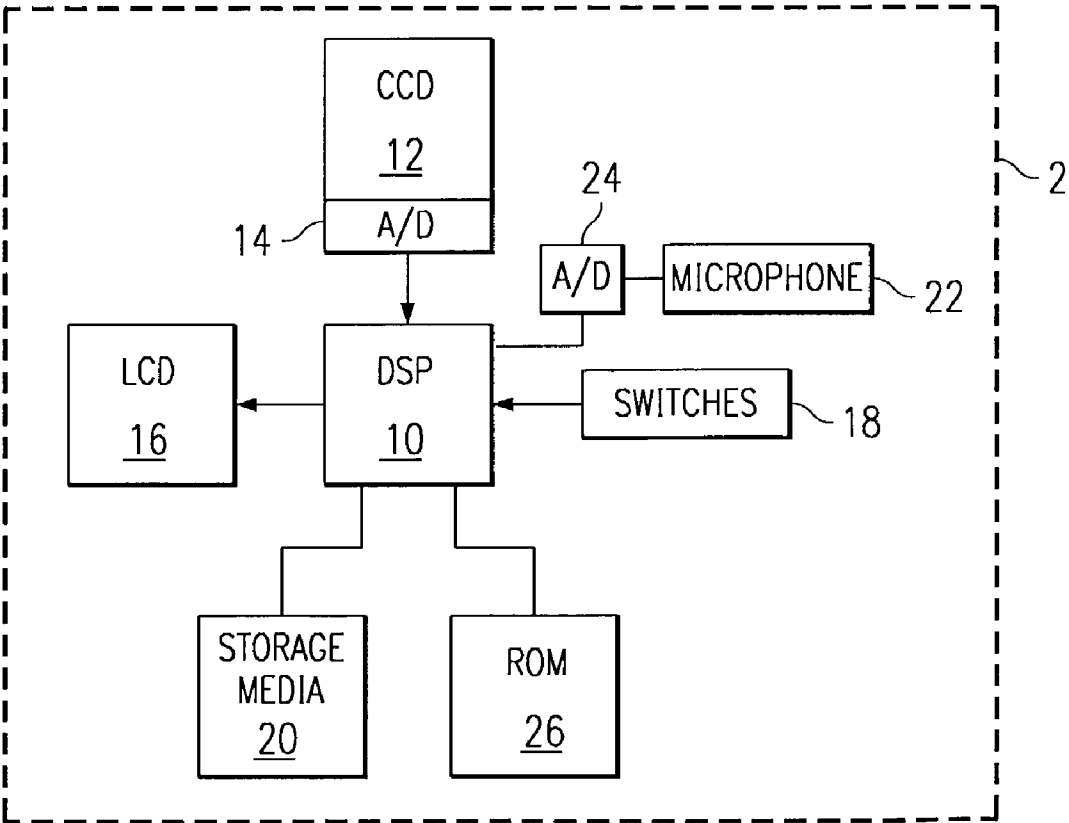 CCD
12
A/D
14
24
A/D
MICROPHONE
22
2
LCD
16
DSP
10
SWITCHES
18
STORAGE
MEDIA
20
ROM
26